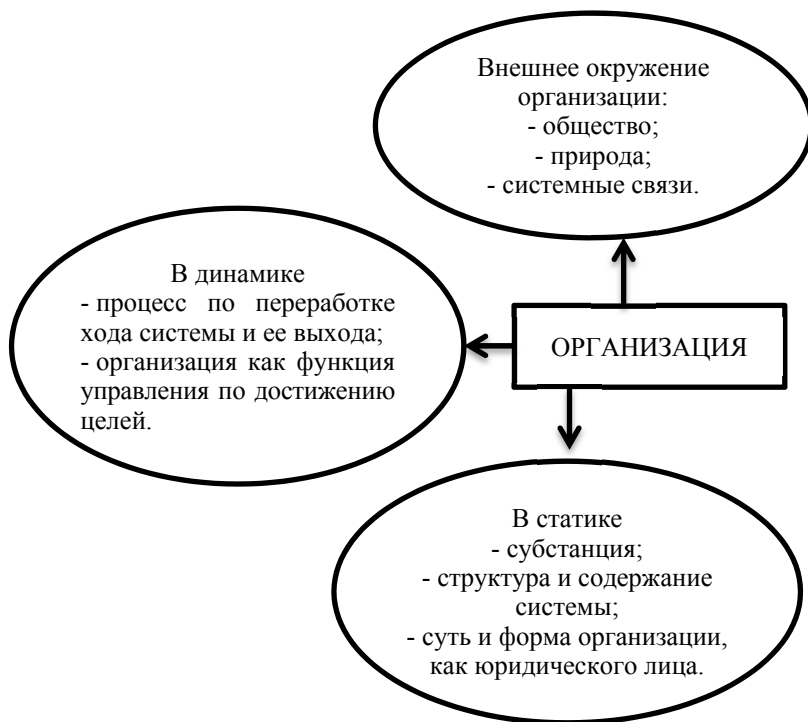 Внешнее окружение
организации:
- общество;
- природа;
- системные связи.
В динамике
- процесс по переработке
хода системы и ее выхода;
- организация как функция
управления по достижению
целей.
ОРГАНИЗАЦИЯ
В статике
- субстанция;
- структура и содержание
системы;
- суть и форма организации,
как юридического лица.